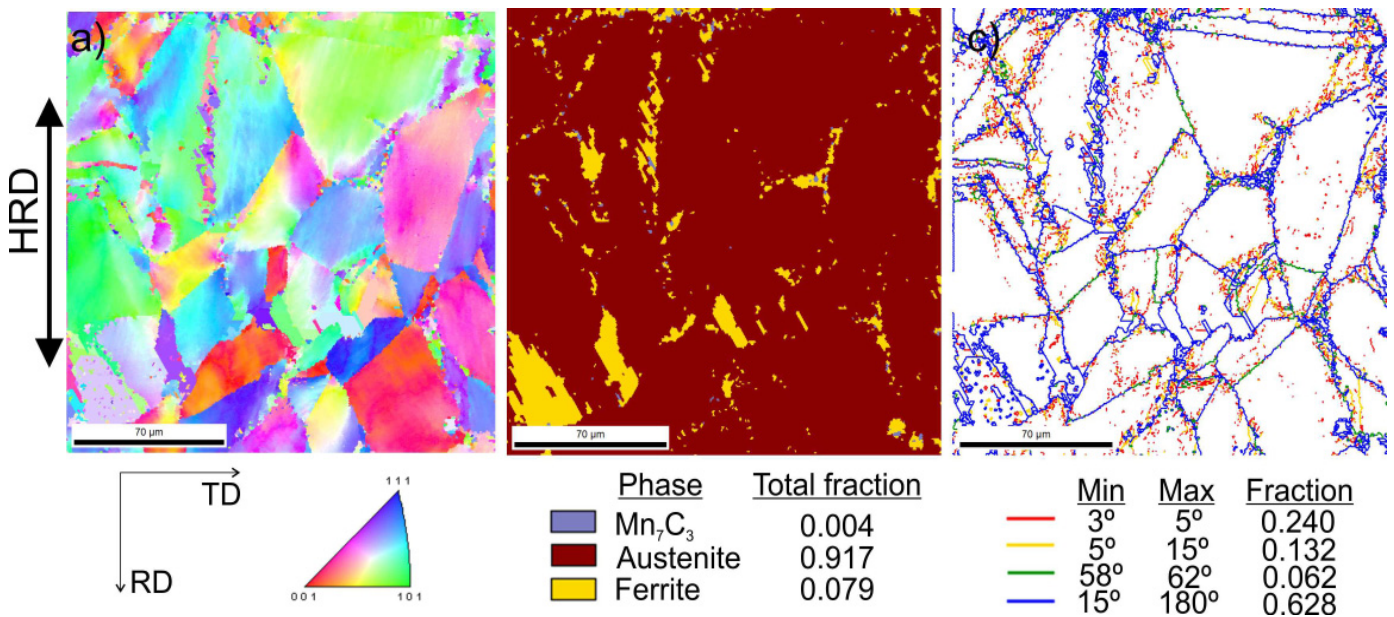 a)
c)
HRD
70 µm
70 µm
70 µm
TD
RD
1 1 1
0 0 1
1 0 1
Phase Total fraction
Mn₇C₃ 0.004
Austenite 0.917
Ferrite 0.079
Min Max Fraction
3º 5º 0.240
5º 15º 0.132
58º 62º 0.062
15º 180º 0.628